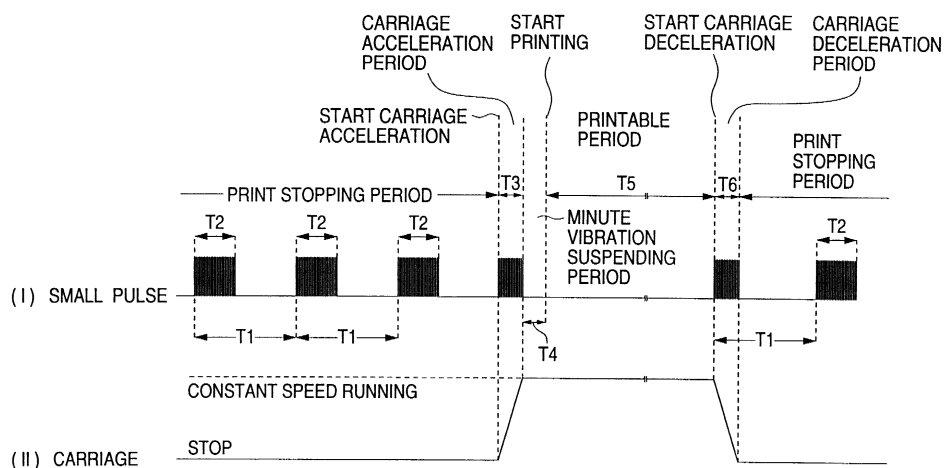 CARRIAGE
ACCELERATION
PERIOD
START
PRINTING
START CARRIAGE
DECELERATION
CARRIAGE
DECELERATION
PERIOD
START CARRIAGE
ACCELERATION
PRINTABLE
PERIOD
PRINT
STOPPING
PERIOD
PRINT STOPPING PERIOD
T3
T5
T6
T2
T2
T2
MINUTE
VIBRATION
SUSPENDING
PERIOD
T2
(I) SMALL PULSE
T1
T1
T4
T1
CONSTANT SPEED RUNNING
STOP
(II) CARRIAGE